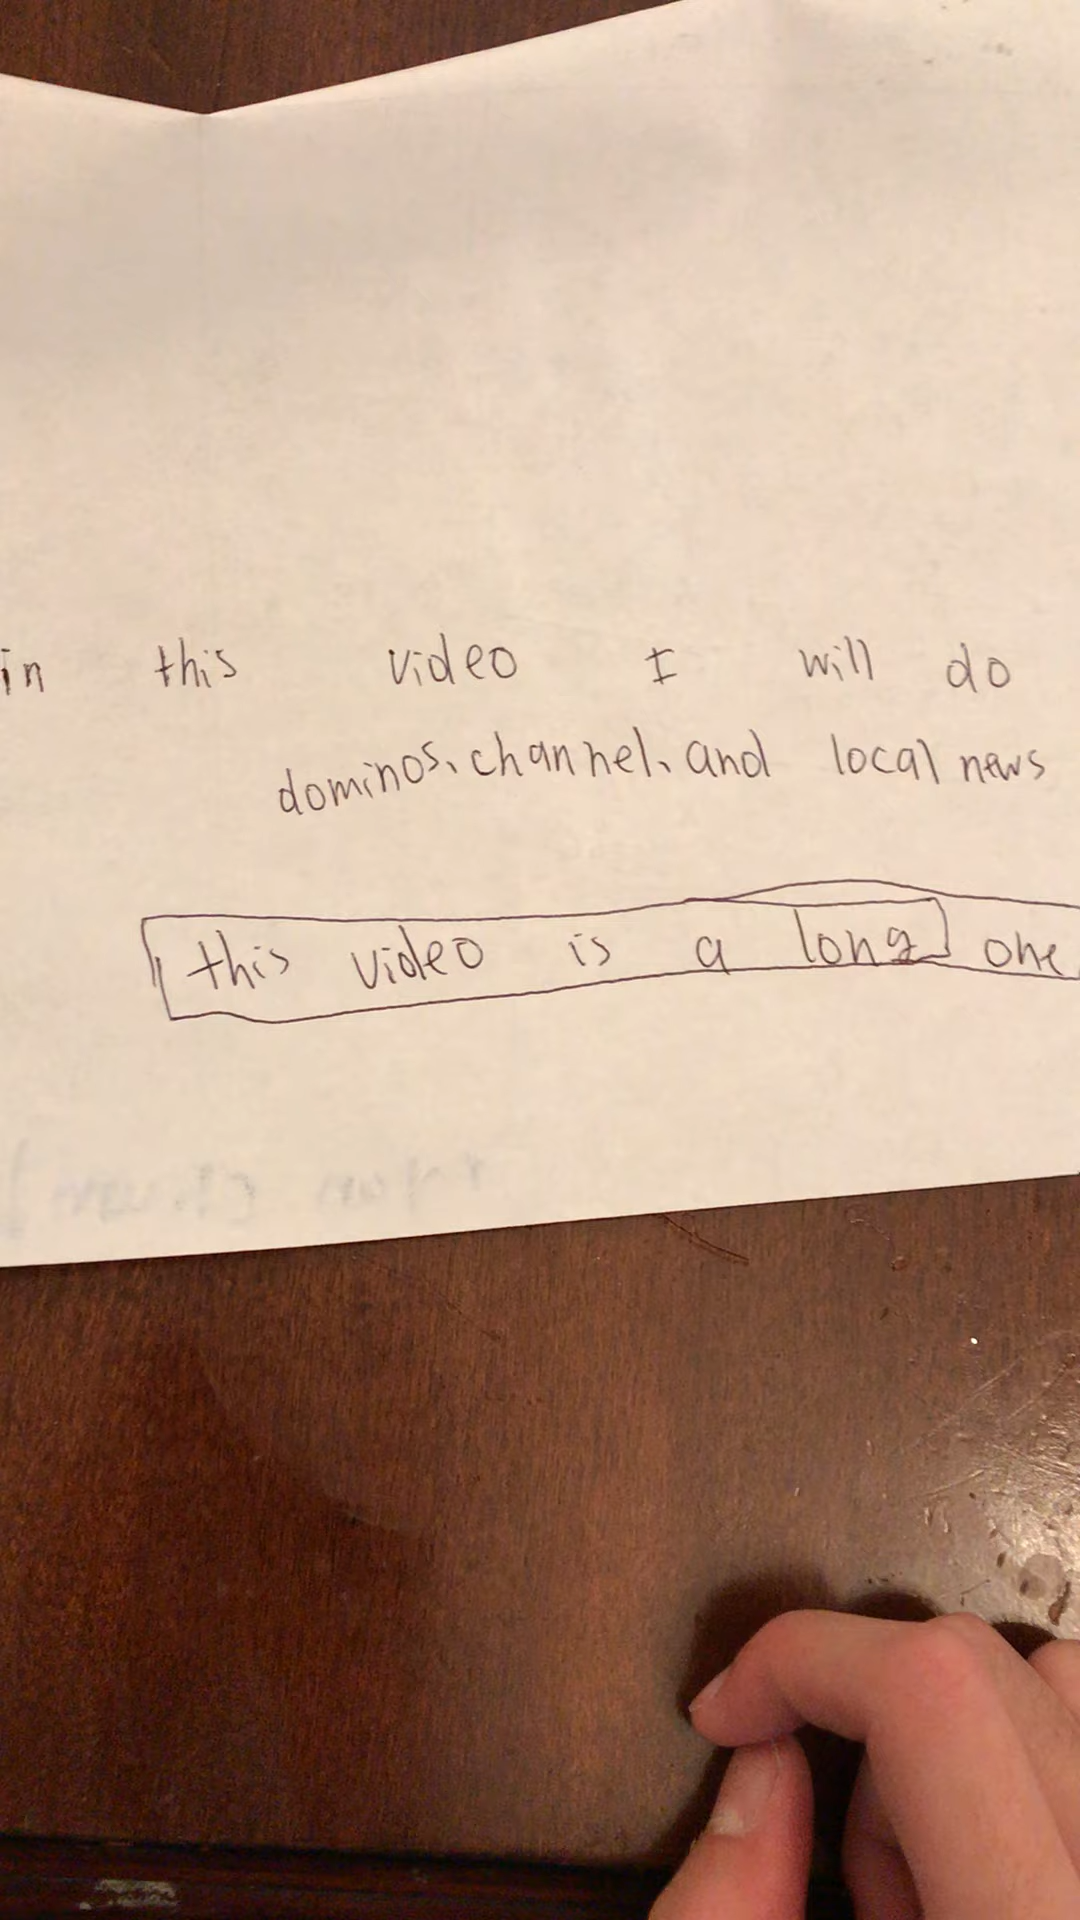 in this video I will do
dominos, channel, and local news
this video is a long one